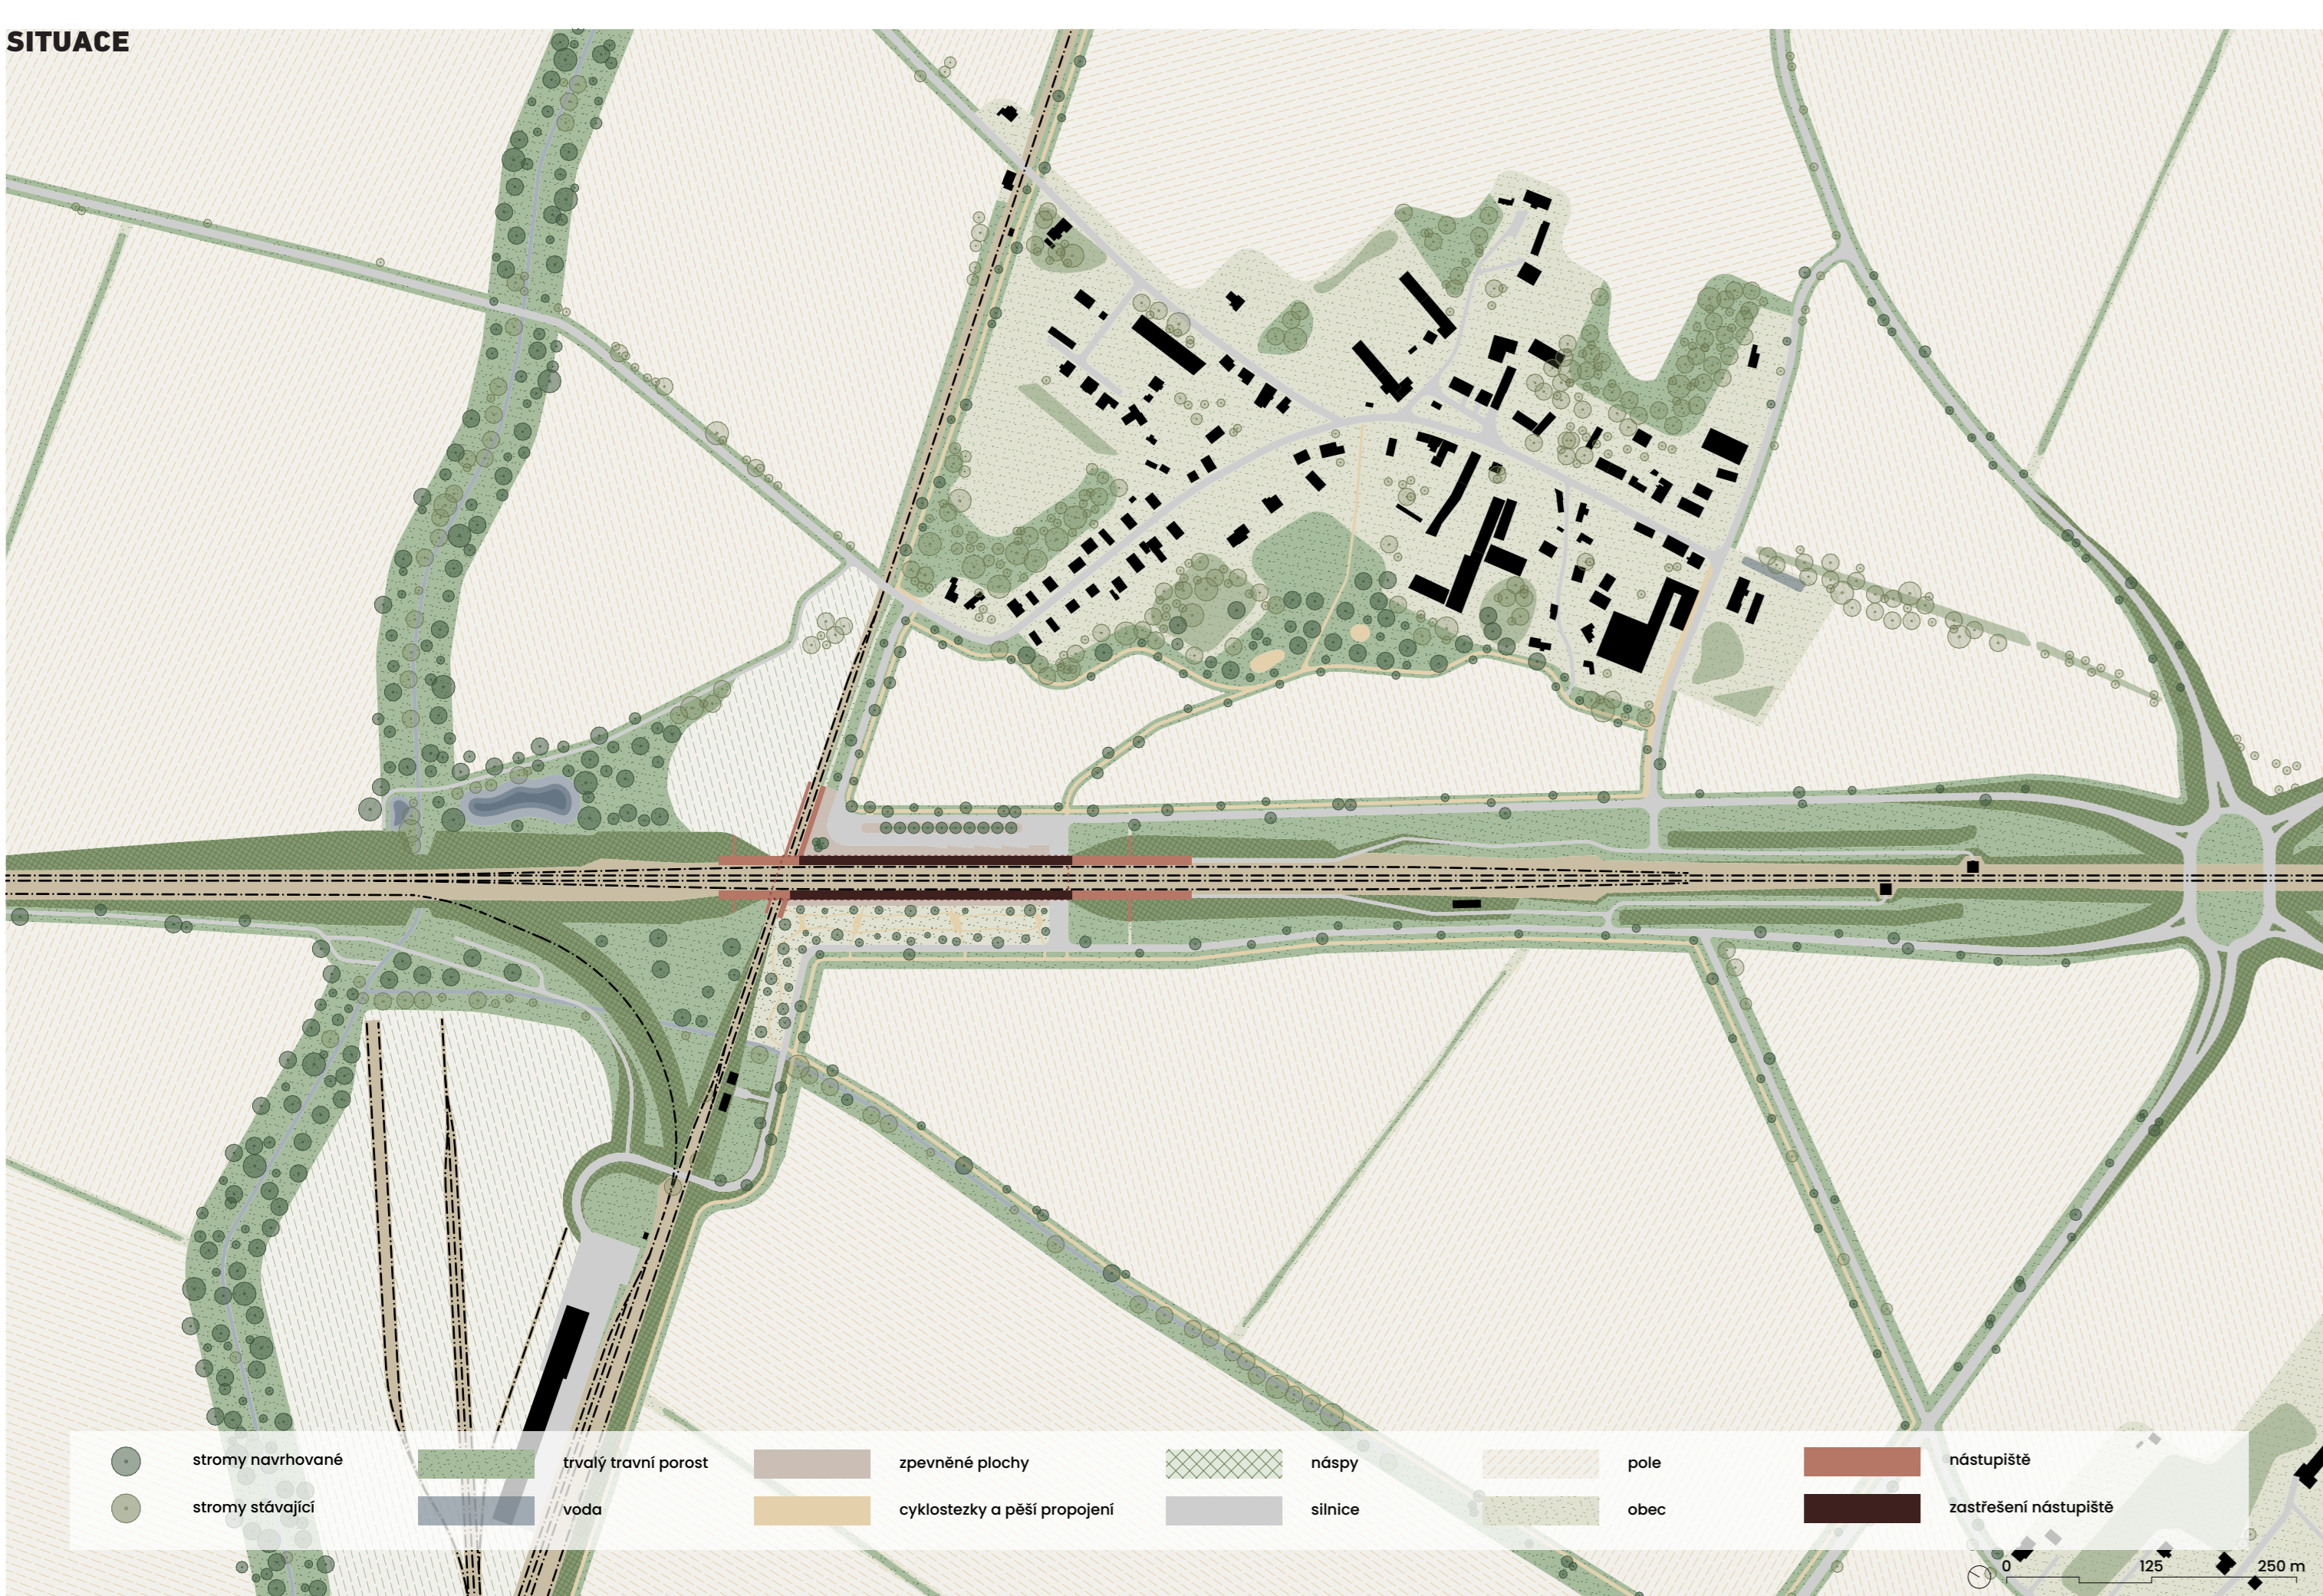 SITUACE
stromy navrhované
trvalý travní porost
zpevněné plochy
náspy
pole
nástupiště
stromy stávající
voda
cyklostezky a pěší propojení
silnice
obec
zastřešení nástupiště
0 125 250 m